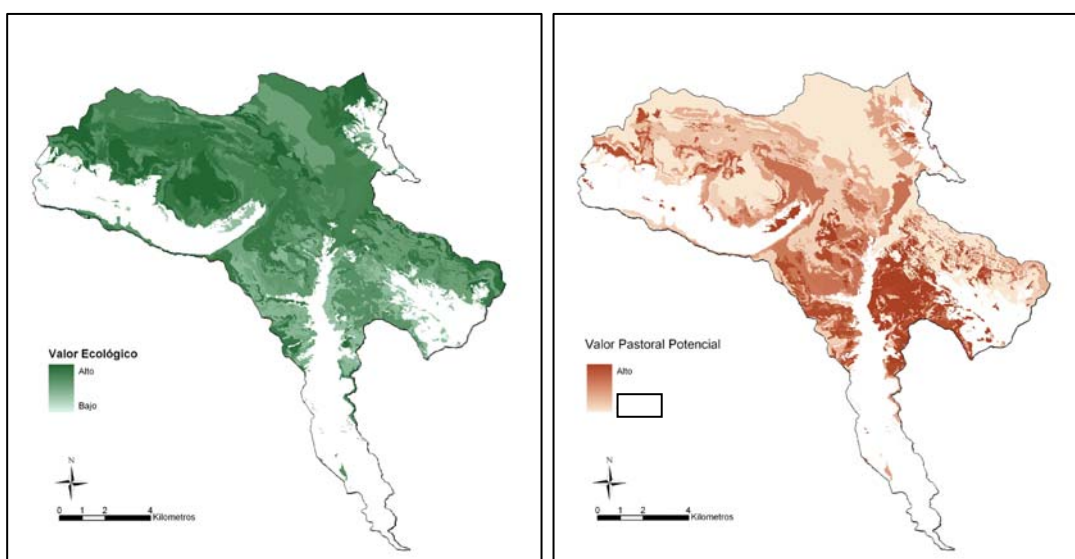 Valor Ecológico
Alto
Bajo
N
0 1 2 4
Kilometros
Valor Pastoral Potencial
Alto
N
0 1 2 4
Kilometros